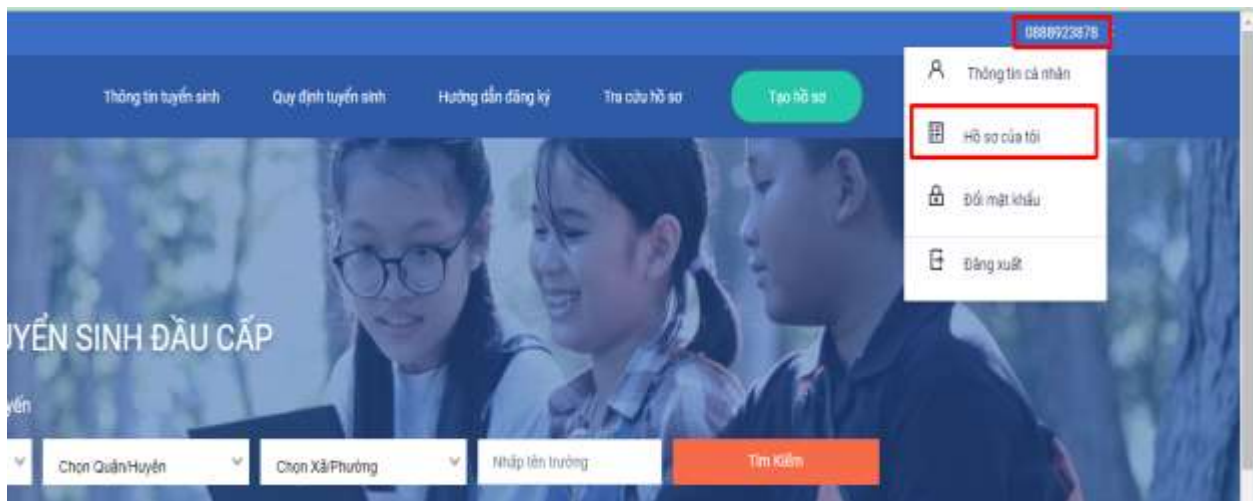 0888923878
Thông tin cá nhân
Thông tin tuyển sinh Quy định tuyển sinh Hướng dẫn đăng ký Tra cứu hồ sơ Tạo hồ sơ
Hồ sơ của tôi
Đổi mật khẩu
Đăng xuất
UYỂN SINH ĐẦU CẤP
yến
Chọn Quận/Huyện Chọn Xã/Phường Nhập tên trường Tìm Kiếm